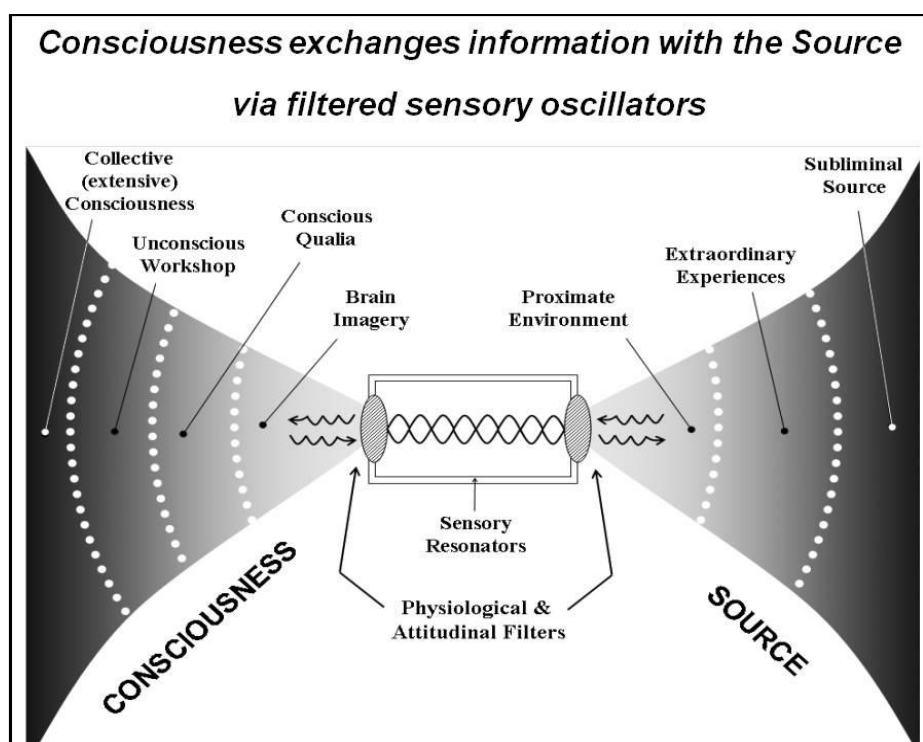 Consciousness exchanges information with the Source
via filtered sensory oscillators
Collective
(extensive)
Consciousness
Unconscious
Workshop
Conscious
Qualia
Brain
Imagery
Proximate
Environment
Extraordinary
Experiences
Subliminal
Source
Sensory
Resonators
Physiological &
Attitudinal Filters
CONSCIOUSNESS
SOURCE